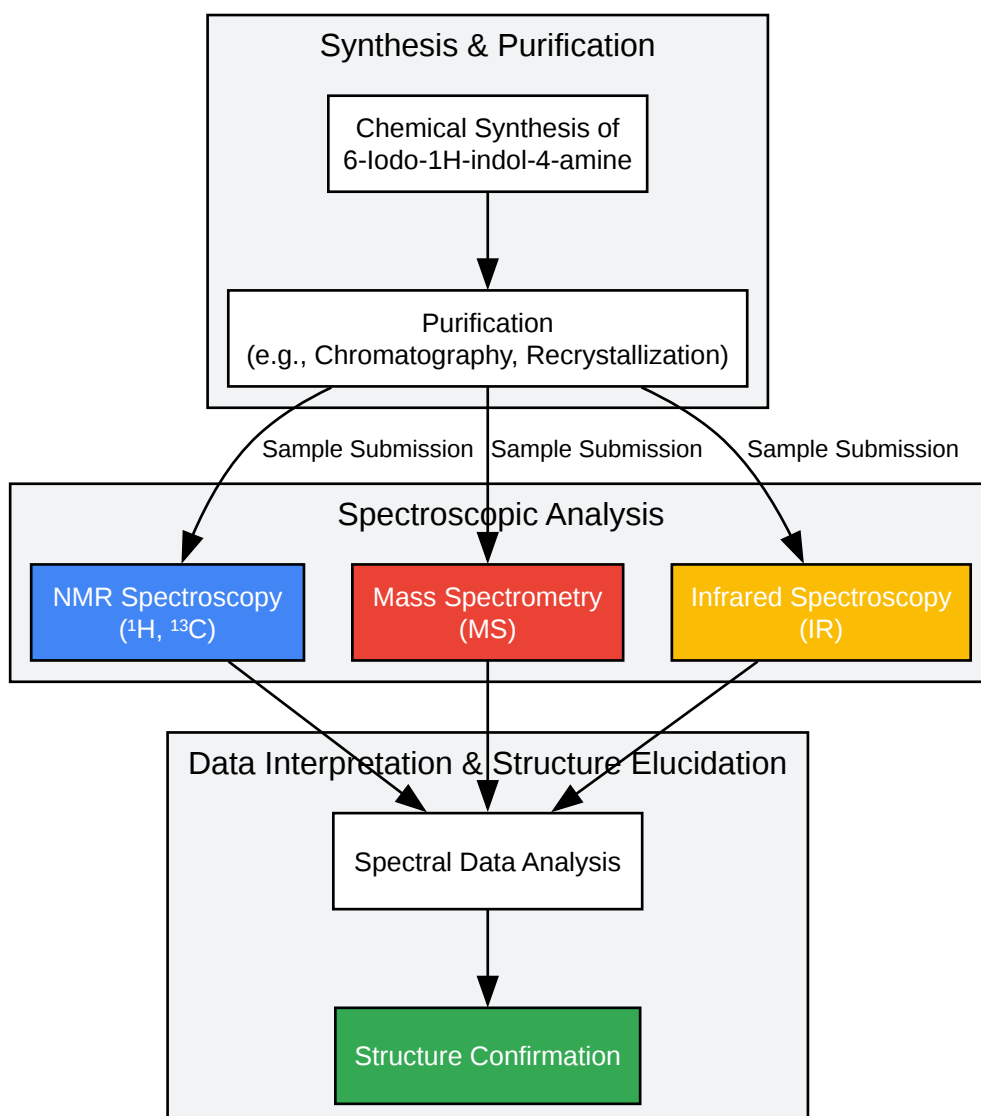 Synthesis & Purification
Chemical Synthesis of
6-Iodo-1H-indol-4-amine
Purification
(e.g., Chromatography, Recrystallization)
Sample Submission
Sample Submission
Sample Submission
Spectroscopic Analysis
NMR Spectroscopy
(¹H, ¹³C)
Mass Spectrometry
(MS)
Infrared Spectroscopy
(IR)
Data Interpretation & Structure Elucidation
Spectral Data Analysis
Structure Confirmation